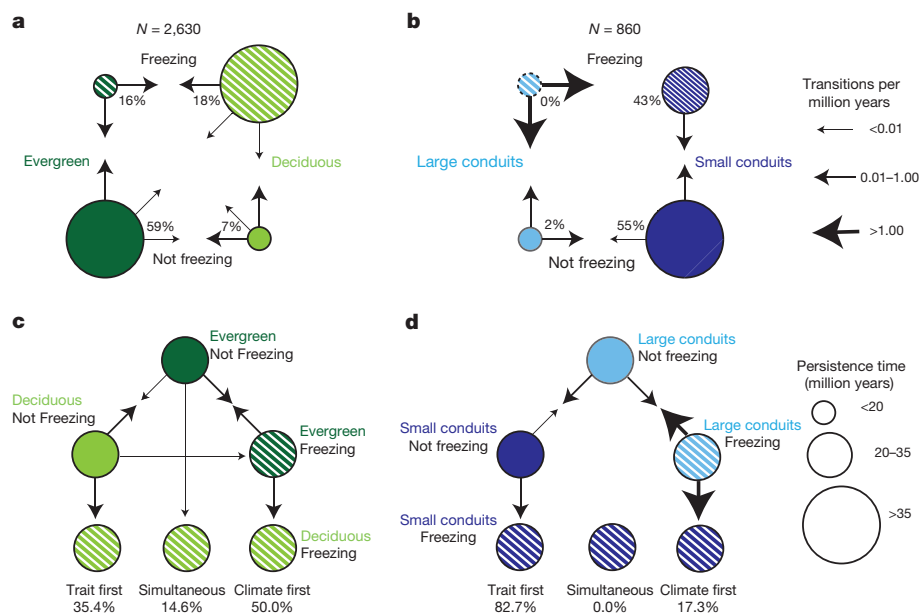 a
N = 2,630
Freezing
16%
18%
Evergreen
Deciduous
59%
7%
Not freezing
b
N = 860
Freezing
0%
43%
Large conduits
Small conduits
2%
55%
Not freezing
Transitions per
million years
<0.01
0.01–1.00
>1.00
c
Evergreen
Not Freezing
Deciduous
Not Freezing
Evergreen
Freezing
Deciduous
Freezing
Trait first
35.4%
Simultaneous
14.6%
Climate first
50.0%
d
Large conduits
Not freezing
Small conduits
Not freezing
Large conduits
Freezing
Small conduits
Freezing
Trait first
82.7%
Simultaneous
0.0%
Climate first
17.3%
Persistence time
(million years)
<20
20–35
>35